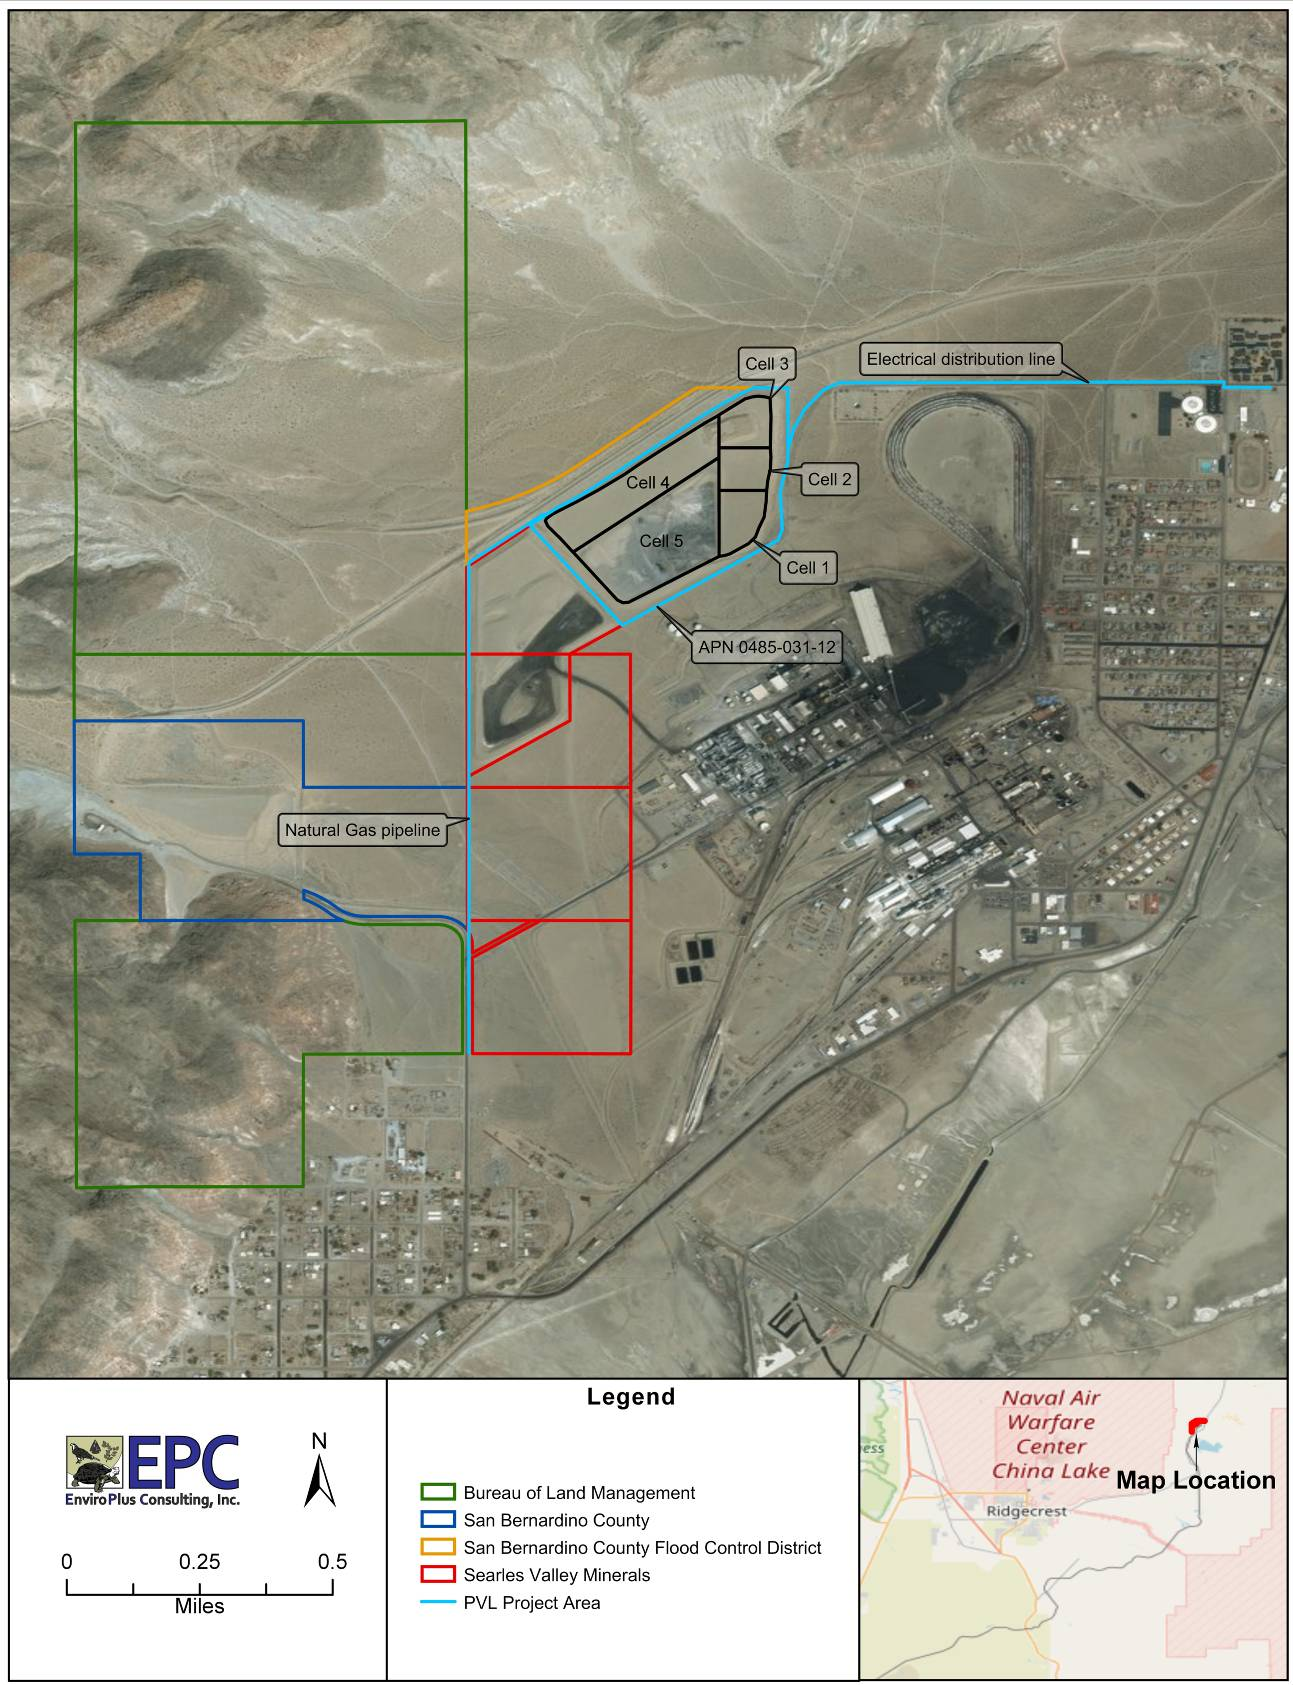 Cell 3
Electrical distribution line
Cell 4
Cell 2
Cell 5
Cell 1
APN 0485-031-12
Natural Gas pipeline
EPC
EnviroPlus Consulting, Inc.
N
0 0.25 0.5
Miles
Legend
Bureau of Land Management
San Bernardino County
San Bernardino County Flood Control District
Searles Valley Minerals
PVL Project Area
Naval Air
Warfare
Center
China Lake
ess
Map Location
Ridgecrest